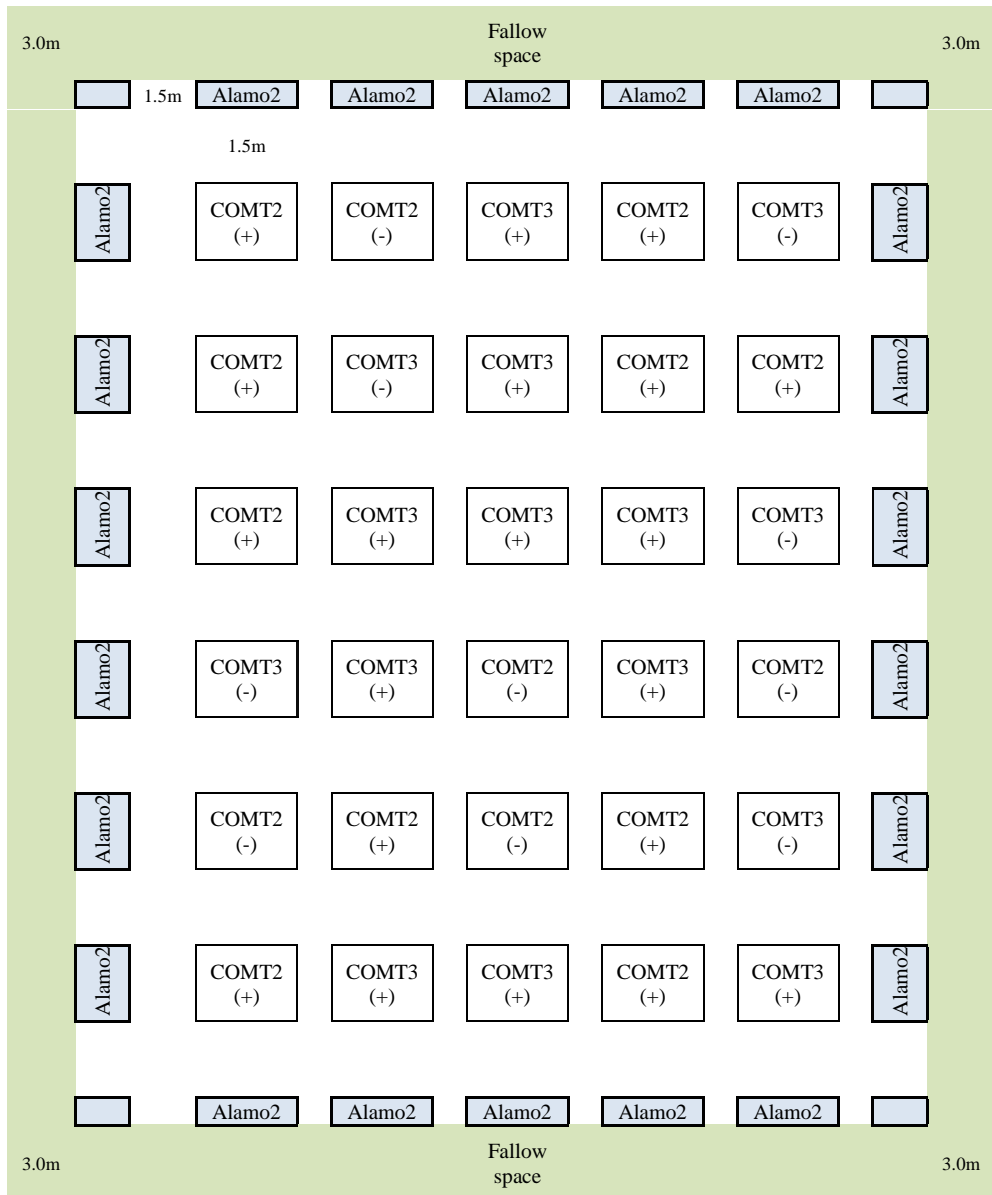 Fallow
space
3.0m
3.0m
1.5m
Alamo2
Alamo2
Alamo2
Alamo2
Alamo2
1.5m
Alamo2
COMT2
(+)
COMT2
(-)
COMT3
(+)
COMT2
(+)
COMT3
(-)
Alamo2
Alamo2
COMT2
(+)
COMT3
(-)
COMT3
(+)
COMT2
(+)
COMT2
(+)
Alamo2
Alamo2
COMT2
(+)
COMT3
(+)
COMT3
(+)
COMT3
(+)
COMT3
(-)
Alamo2
Alamo2
COMT3
(-)
COMT3
(+)
COMT2
(-)
COMT3
(+)
COMT2
(-)
Alamo2
Alamo2
COMT2
(-)
COMT2
(+)
COMT2
(-)
COMT2
(+)
COMT3
(-)
Alamo2
Alamo2
COMT2
(+)
COMT3
(+)
COMT3
(+)
COMT2
(+)
COMT3
(+)
Alamo2
Alamo2
Alamo2
Alamo2
Alamo2
Alamo2
Fallow
space
3.0m
3.0m